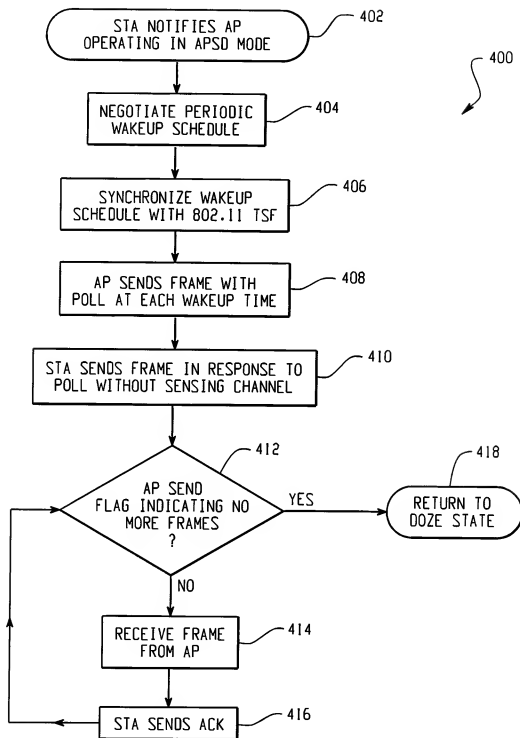 STA NOTIFIES AP
OPERATING IN APSD MODE
402
400
NEGOTIATE PERIODIC
WAKEUP SCHEDULE
404
SYNCHRONIZE WAKEUP
SCHEDULE WITH 802.11 TSF
406
AP SENDS FRAME WITH
POLL AT EACH WAKEUP TIME
408
STA SENDS FRAME IN RESPONSE TO
POLL WITHOUT SENSING CHANNEL
410
AP SEND
FLAG INDICATING NO
MORE FRAMES
?
412
YES
RETURN TO
DOZE STATE
418
NO
RECEIVE FRAME
FROM AP
414
STA SENDS ACK
416